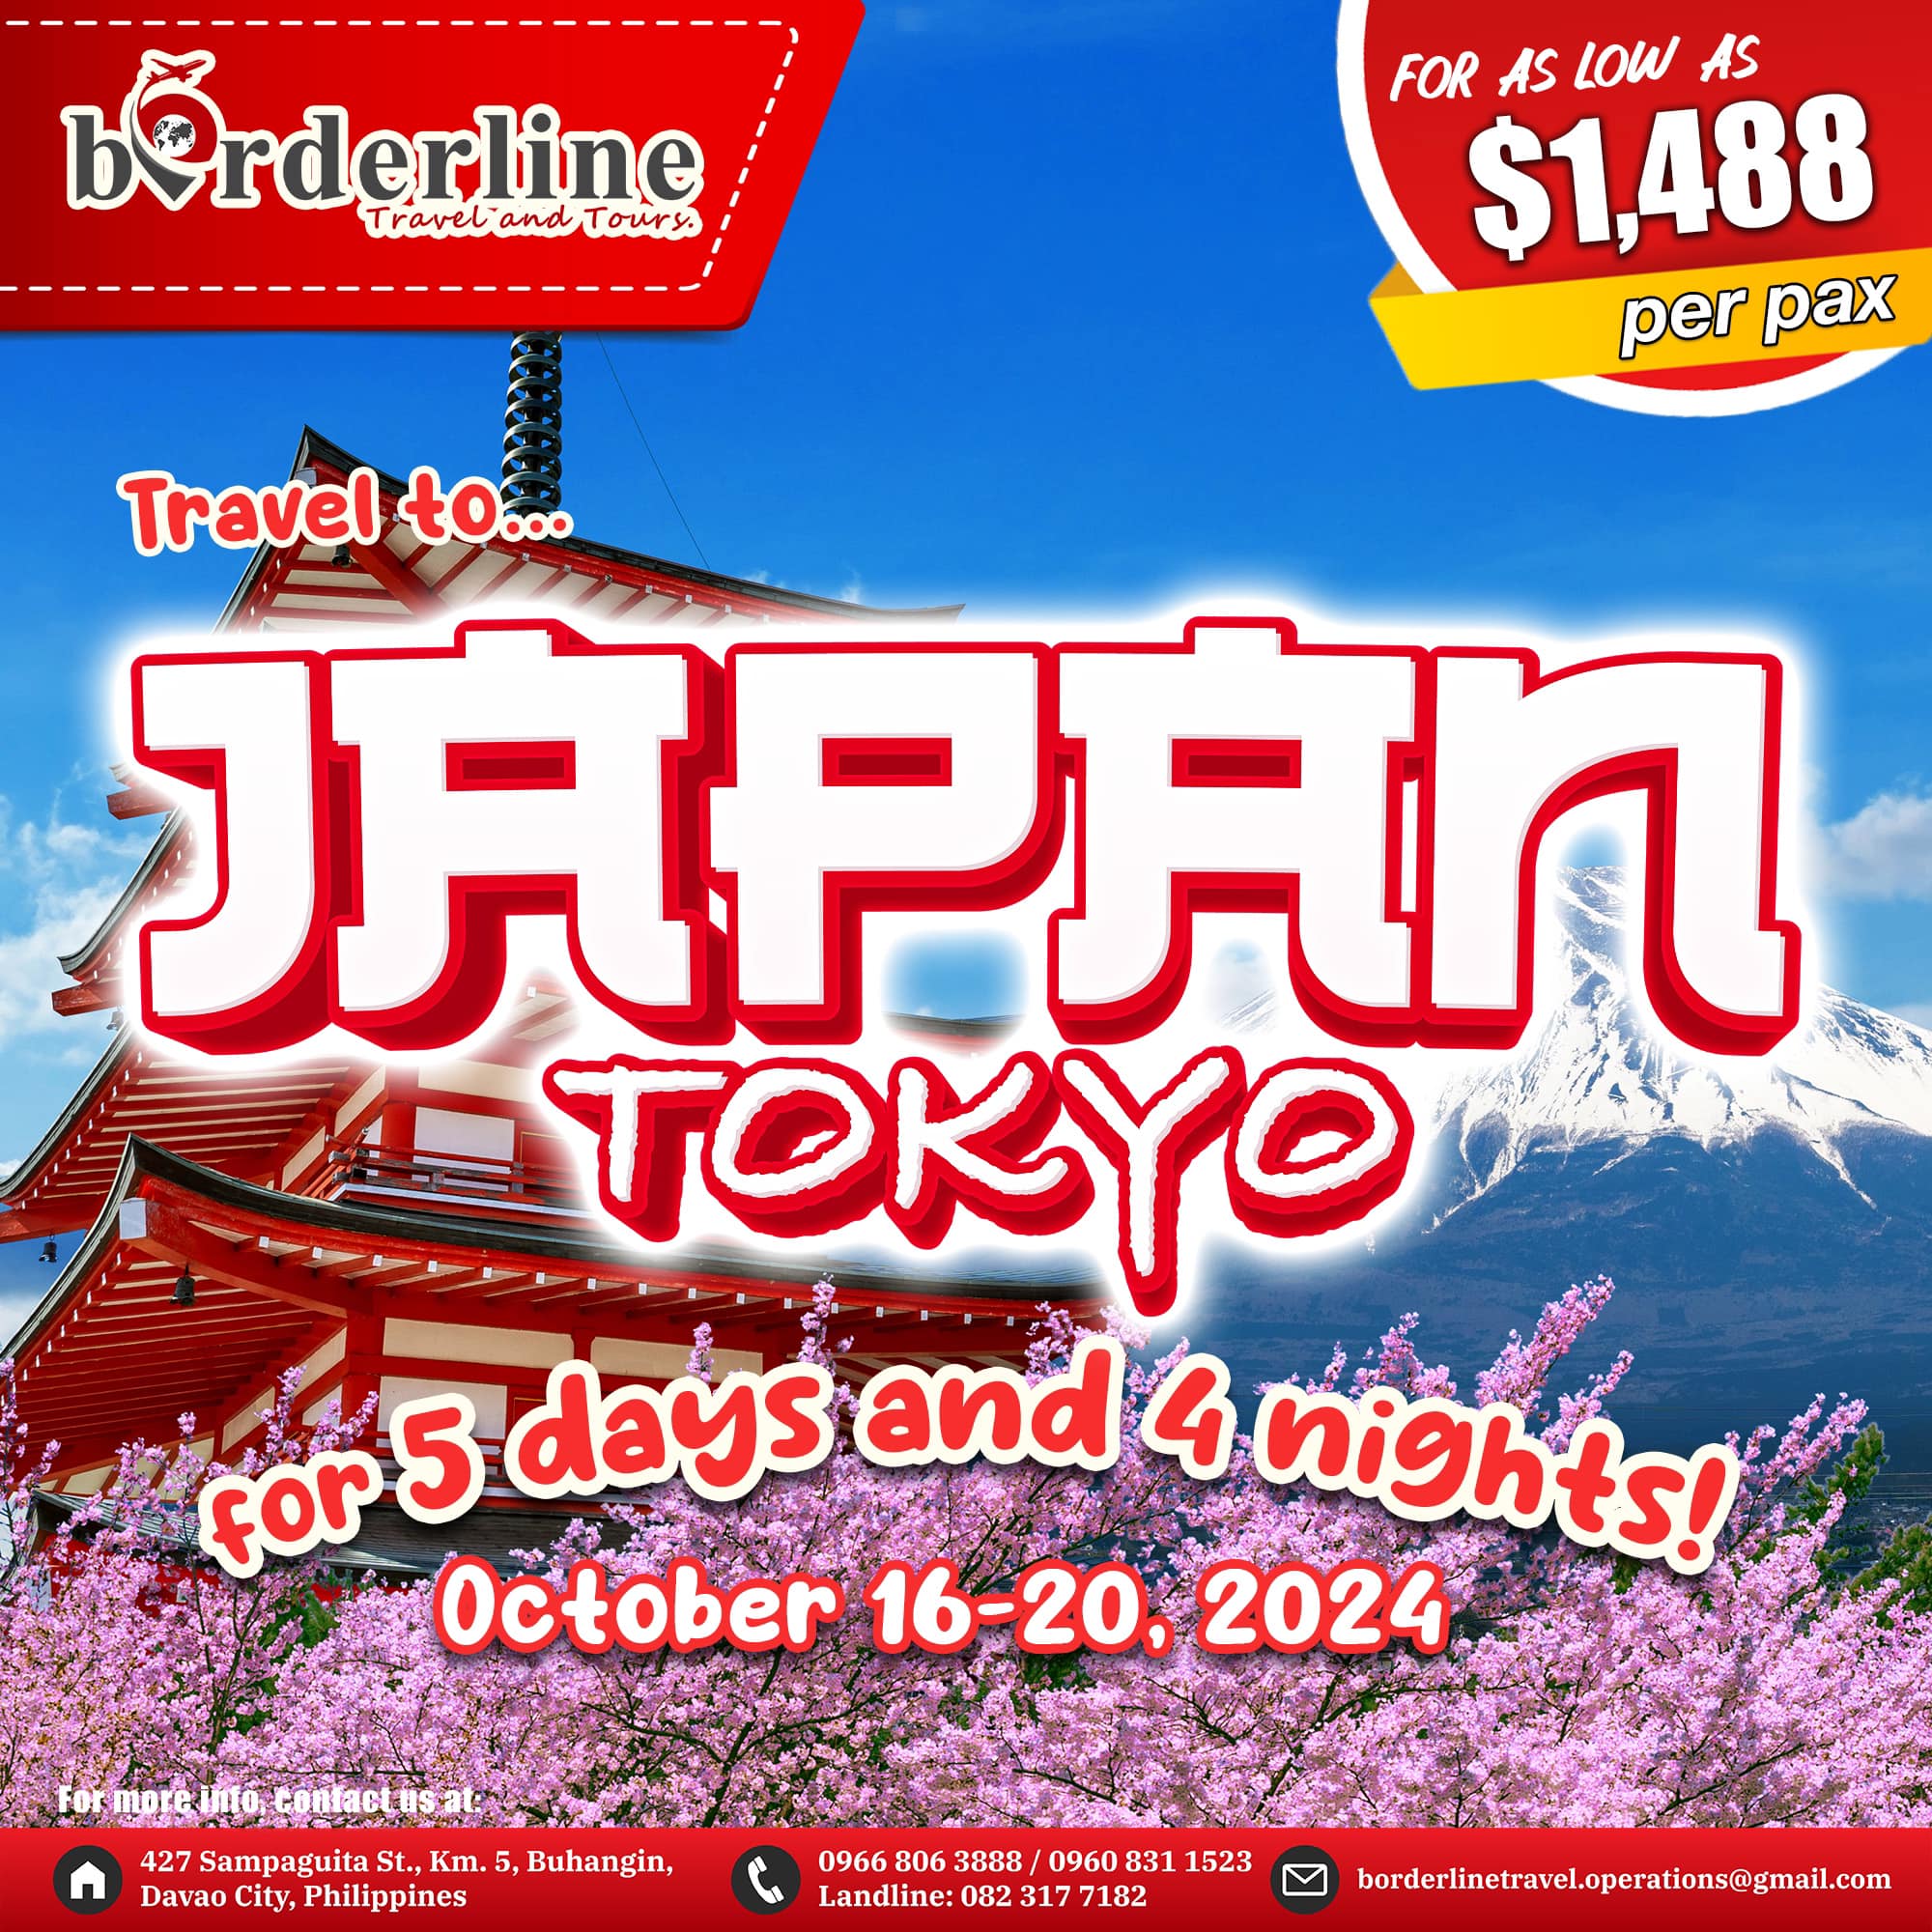 borderline
Travel and Tours.
FOR AS LOW AS
$1,488
per pax
Travel to...
JAPAN
TOKYO
for 5 days and 4 nights!
October 16-20, 2024
For more info, contact us at:
427 Sampaguita St., Km. 5, Buhangin,
Davao City, Philippines
0966 806 3888 / 0960 831 1523
Landline: 082 317 7182
borderlinetravel.operations@gmail.com